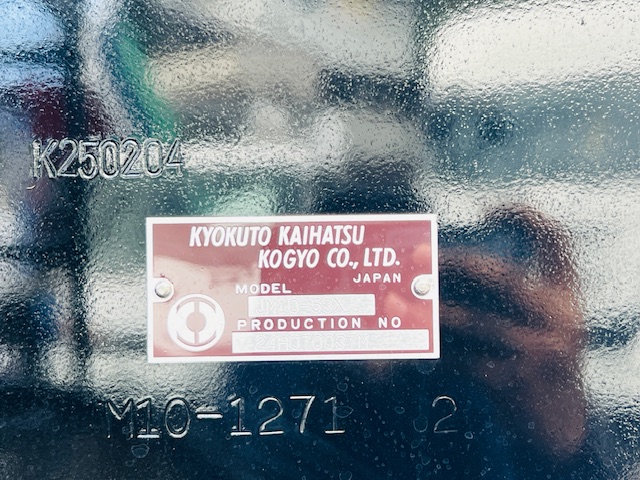 K250204
KYOKUTO KAIHATSU
KOGYO CO., LTD.
JAPAN
MODEL
PRODUCTION NO
M10-1271 2